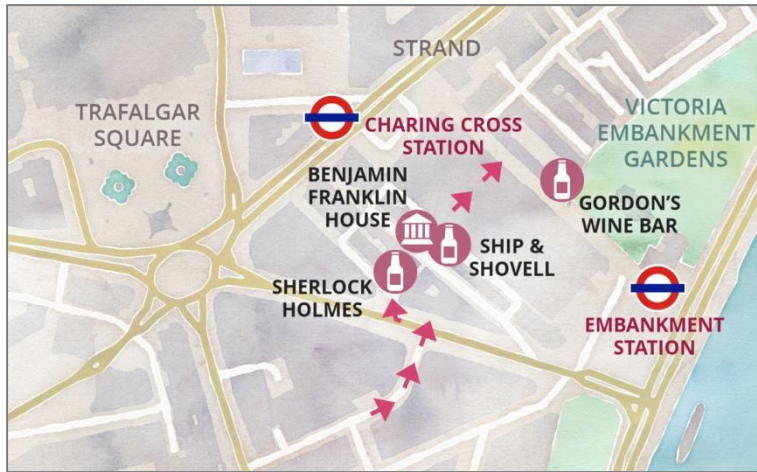 STRAND
TRAFALGAR
SQUARE
CHARING CROSS
STATION
VICTORIA
EMBANKMENT
GARDENS
BENJAMIN
FRANKLIN
HOUSE
GORDON'S
WINE BAR
SHIP &
SHOVELL
SHERLOCK
HOLMES
EMBANKMENT
STATION